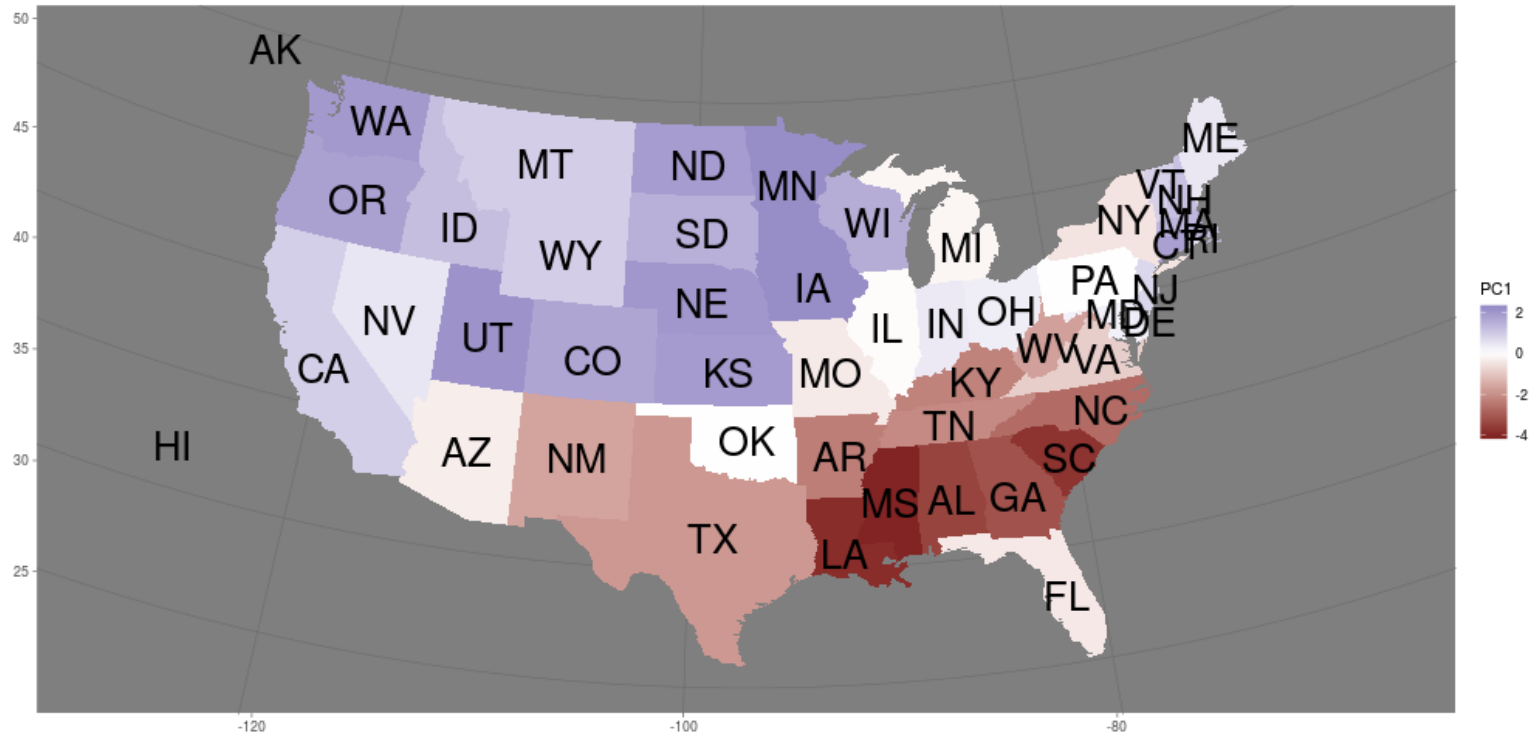 50
AK
45
WA
MT
ND
MN
ME
OR
ID
WY
SD
WI
MI
NY
VT
NH
MA
RI
CT
40
NV
UT
CO
NE
KS
IA
IL
IN
OH
PA
NJ
MD
DE
PC1
2
0
-2
-4
35
CA
MO
KY
WV
VA
AZ
NM
OK
AR
TN
NC
SC
HI
30
TX
LA
MS
AL
GA
25
FL
-120
-100
-80